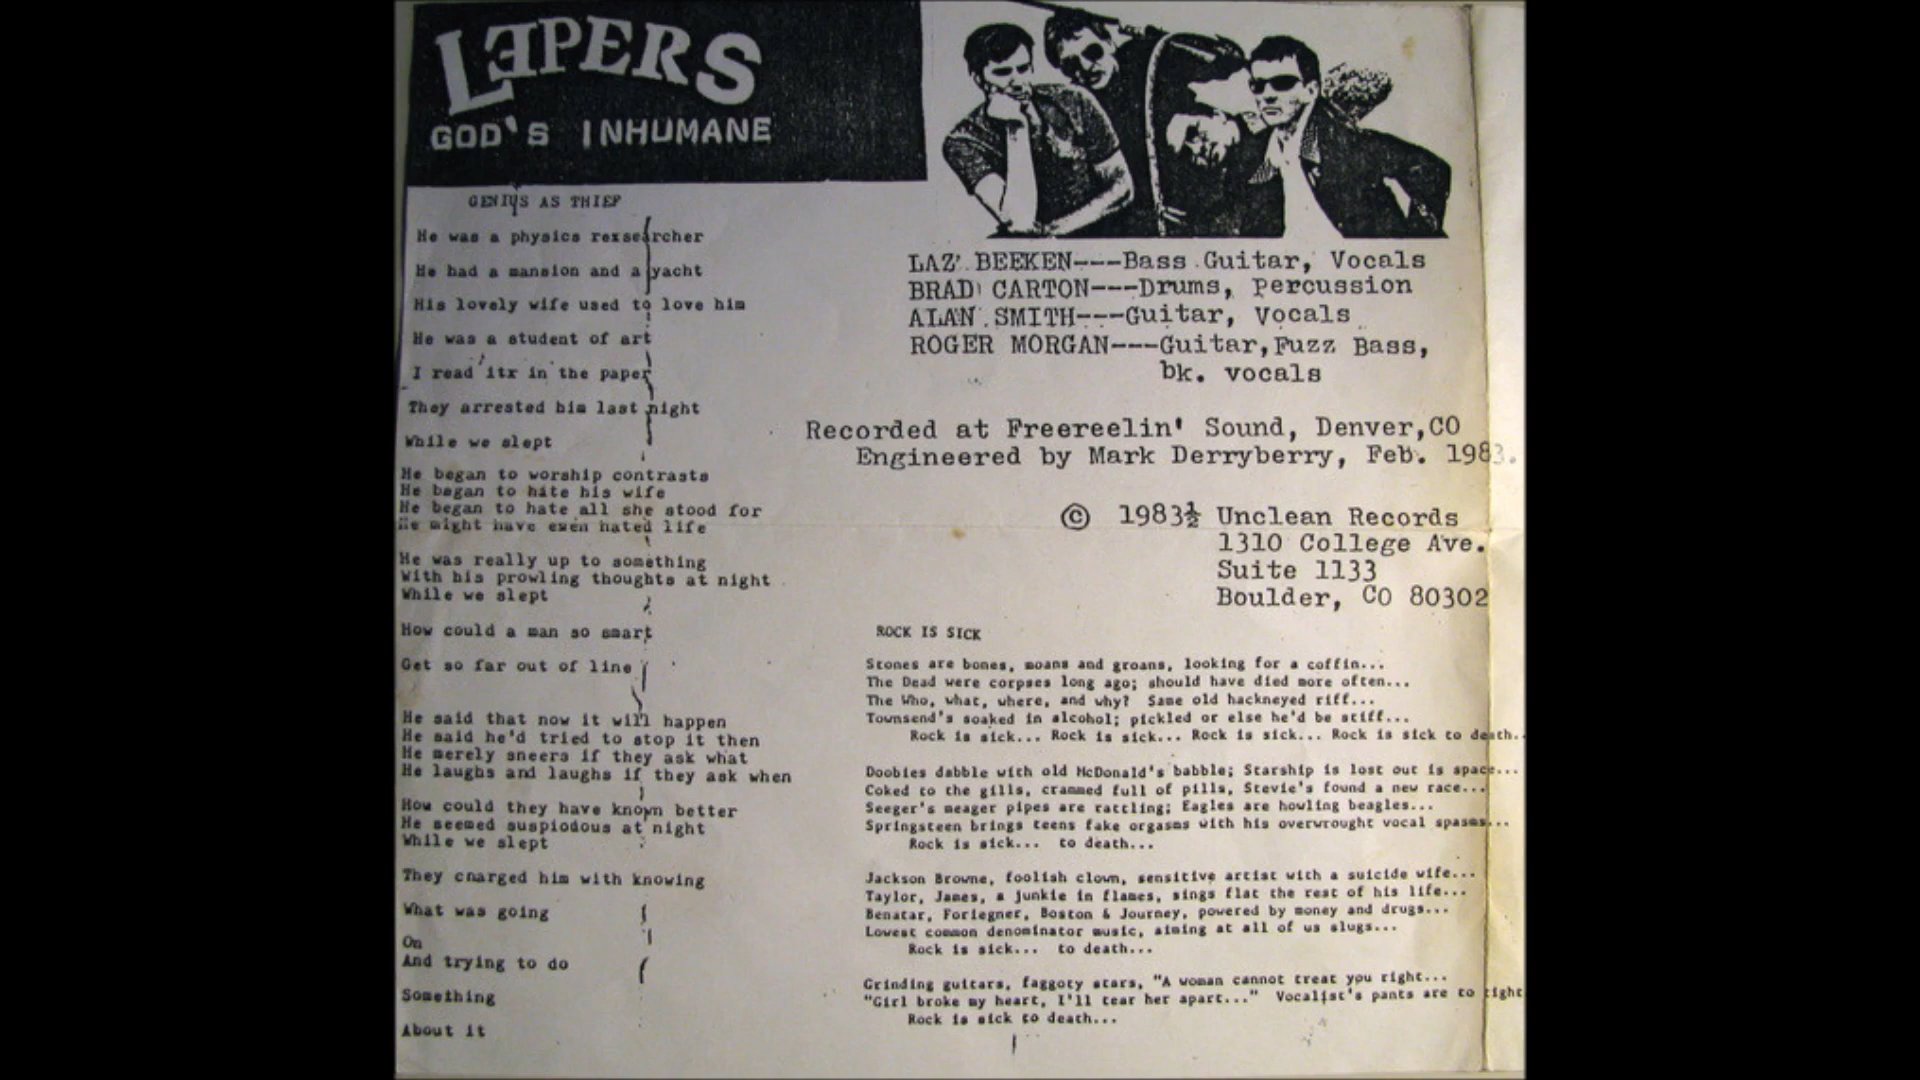 LEPERS
GOD'S INHUMANE
GENIUS AS THIEF
He was a physics rexsearcher
He had a mansion and a yacht
His lovely wife used to love him
He was a student of art
I read itx in the paper
They arrested him last night
While we slept
He began to worship contrasts
He began to hate his wife
He began to hate all she stood for
He might have even hated life
He was really up to something
With his prowling thoughts at night
While we slept
How could a man so smart
Get so far out of line
He said that now it will happen
He said he'd tried to stop it then
He merely sneers if they ask what
He laughs and laughs if they ask when
How could they have known better
He seemed suspiodous at night
While we slept
They charged him with knowing
What was going
On
And trying to do
Something
About it
LAZ BEEKEN---Bass Guitar, Vocals
BRAD CARTON---Drums, Percussion
ALAN SMITH---Guitar, Vocals
ROGER MORGAN---Guitar,Fuzz Bass,
bk. vocals
Recorded at Freereelin' Sound, Denver,CO
Engineered by Mark Derryberry, Feb. 1983.
© 1983½ Unclean Records
1310 College Ave.
Suite 1133
Boulder, CO 80302
ROCK IS SICK
Stones are bones, moans and groans, looking for a coffin...
The Dead were corpses long ago; should have died more often...
The Who, what, where, and why? Same old hackneyed riff...
Townsend's soaked in alcohol; pickled or else he'd be stiff...
Rock is sick... Rock is sick... Rock is sick... Rock is sick to death..
Doobies dabble with old McDonald's babble; Starship is lost out is space...
Coked to the gills, crammed full of pills, Stevie's found a new race...
Seeger's meager pipes are rattling; Eagles are howling beagles...
Springsteen brings teens fake orgasms with his overwrought vocal spasms...
Rock is sick... to death...
Jackson Browne, foolish clown, sensitive artist with a suicide wife...
Taylor, James, a junkie in flames, sings flat the rest of his life...
Benatar, Foriegner, Boston & Journey, powered by money and drugs...
Lowest common denominator music, aiming at all of us slugs...
Rock is sick... to death...
Grinding guitars, faggoty stars, "A woman cannot treat you right...
"Girl broke my heart, I'll tear her apart..." Vocalist's pants are to tight
Rock is sick to death...